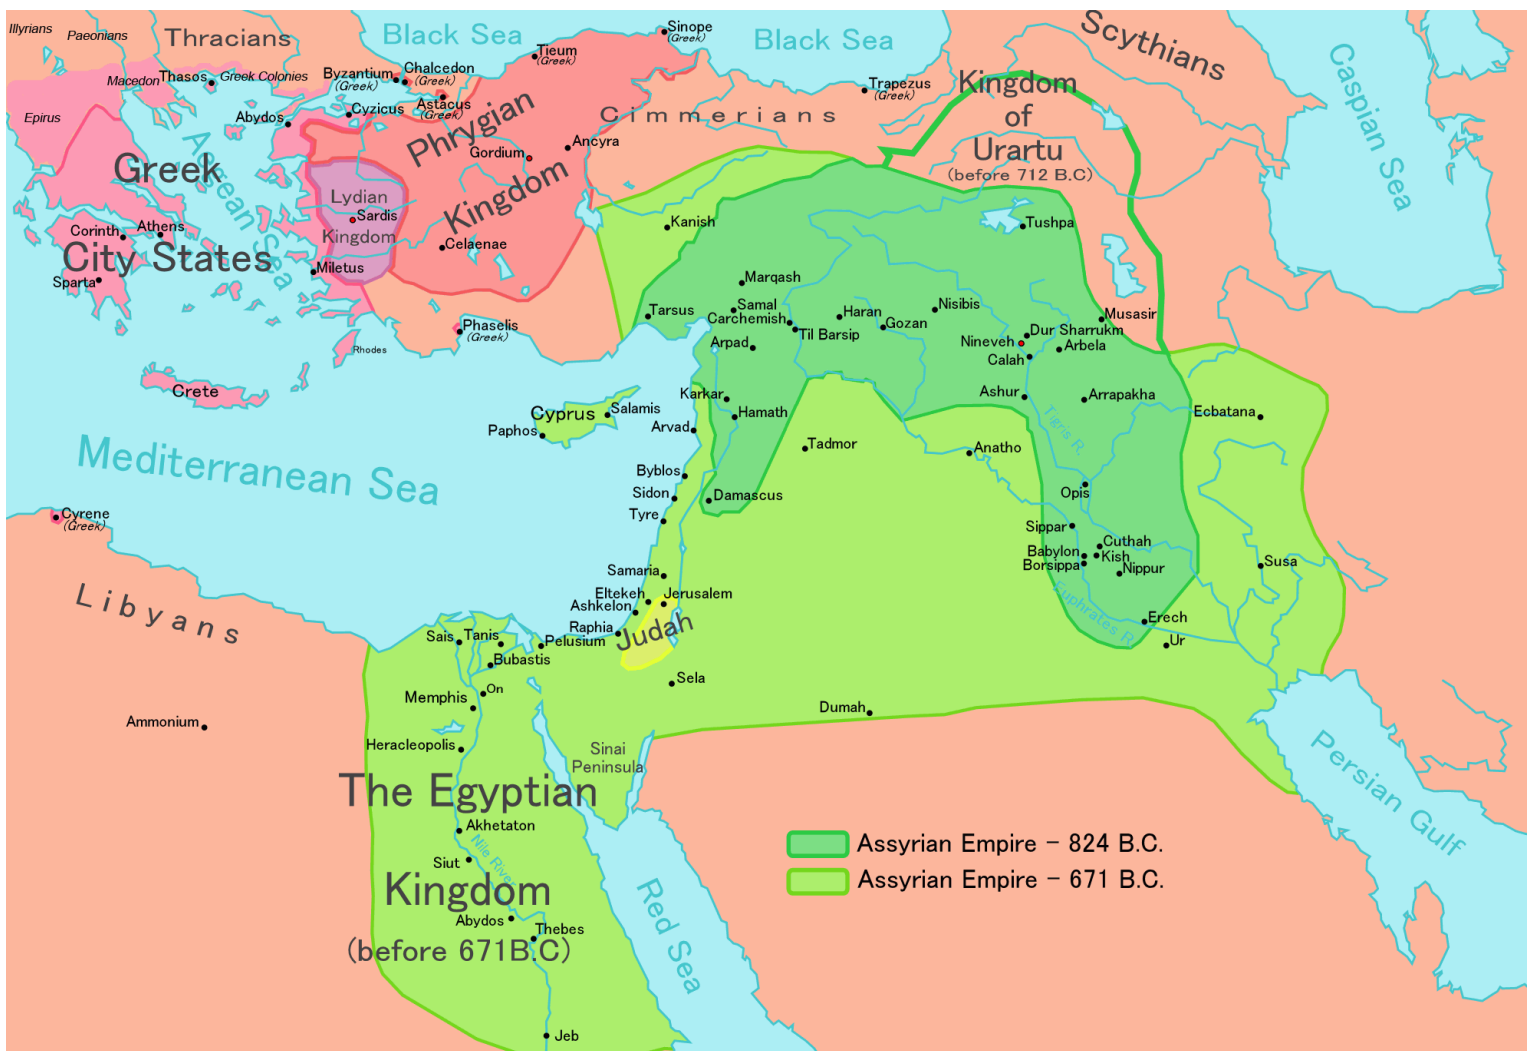 Illyrians
Paeonians
Thracians
Black Sea
Black Sea
Scythians
Caspian Sea
Sinope
(Greek)
Tieum
(Greek)
Macedon
Thasos
Greek Colonies
Byzantium
(Greek)
Chalcedon
(Greek)
Astacus
(Greek)
Trapezus
(Greek)
Kingdom
of
Urartu
(before 712 B.C)
Epirus
Abydos
Cyzicus
Phrygian
Kingdom
Cimmerians
Gordium
Ancyra
Greek
City States
Aegean Sea
Lydian
Kingdom
Sardis
Corinth
Athens
Sparta
Miletus
Celaenae
Kanish
Tushpa
Phaselis
(Greek)
Rhodes
Crete
Tarsus
Marqash
Samal
Carchemish
Til Barsip
Haran
Gozan
Nisibis
Musasir
Dur Sharrukm
Nineveh
Arbela
Calah
Arpad
Ashur
Arrapakha
Karkar
Hamath
Ecbatana
Cyprus
Salamis
Paphos
Arvad
Tigris R.
Tadmor
Anatho
Mediterranean Sea
Byblos
Sidon
Damascus
Opis
Tyre
Cyrene
(Greek)
Sippar
Cuthah
Babylon
Kish
Borsippa
Nippur
Susa
Samaria
Eltekeh
Jerusalem
Ashkelon
Euphrates R.
Libyans
Raphia
Judah
Erech
Ur
Sais
Tanis
Pelusium
Bubastis
Sela
On
Memphis
Dumah
Ammonium
Heracleopolis
Sinai
Peninsula
Persian Gulf
The Egyptian
Kingdom
(before 671B.C)
Akhetaton
Nile River
Siut
Abydos
Thebes
Red Sea
Jeb
Assyrian Empire - 824 B.C.
Assyrian Empire - 671 B.C.